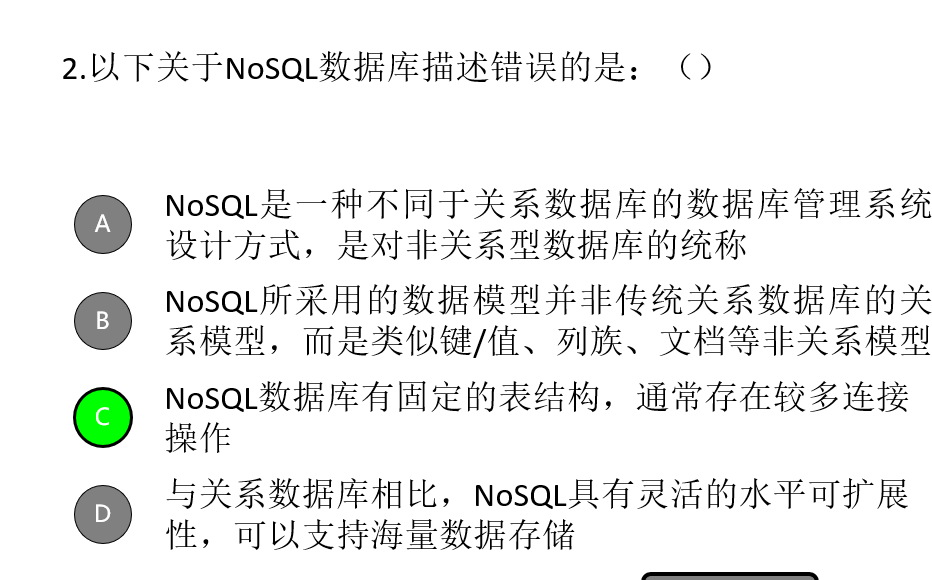 2.以下关于NoSQL数据库描述错误的是：（）
A
NoSQL是一种不同于关系数据库的数据库管理系统
设计方式，是对非关系型数据库的统称
B
NoSQL所采用的数据模型并非传统关系数据库的关
系模型，而是类似键/值、列族、文档等非关系模型
C
NoSQL数据库有固定的表结构，通常存在较多连接
操作
D
与关系数据库相比，NoSQL具有灵活的水平可扩展
性，可以支持海量数据存储